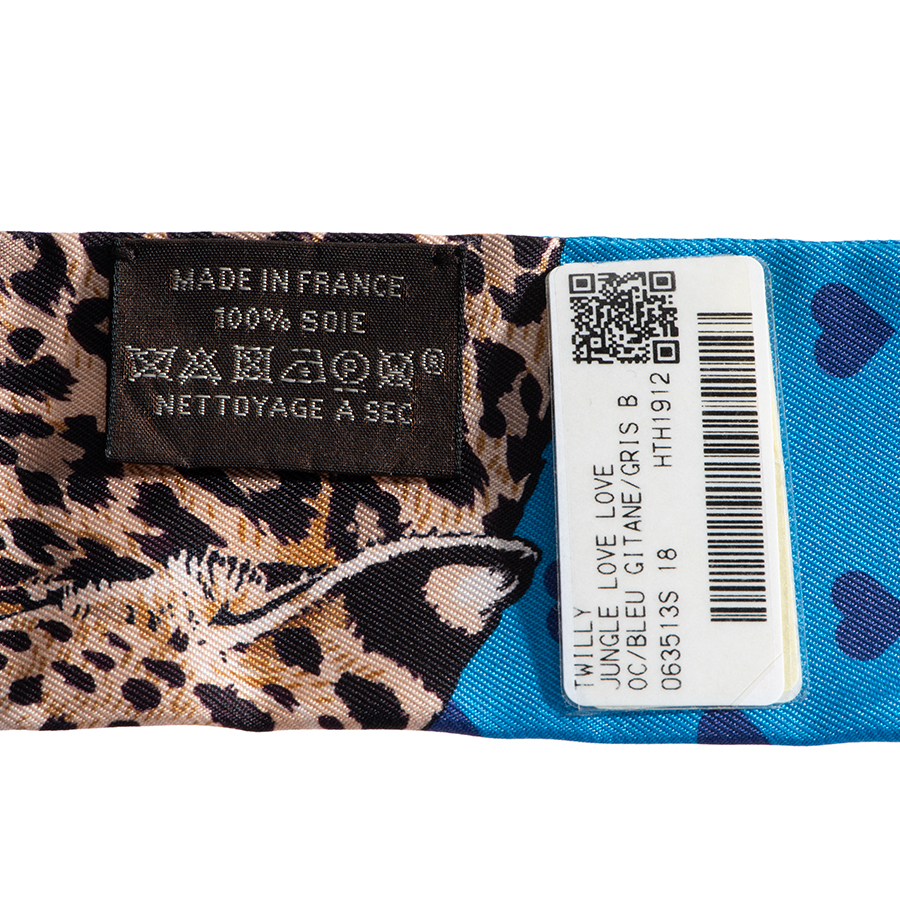 MADE IN FRANCE
100% SOIE
®
NETTOYAGE À SEC
TWILLY
JUNGLE LOVE LOVE
OC/BLEU GITANE/GRIS B
063513S 18 HTH1912